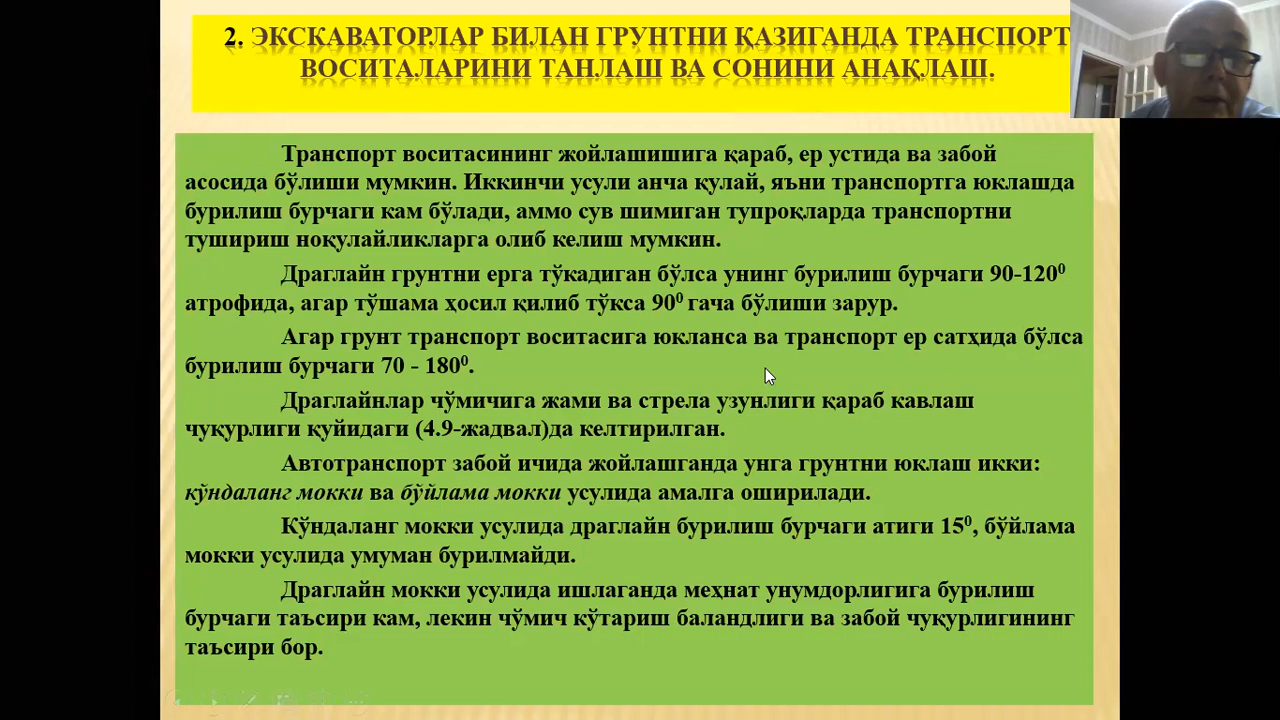 2. ЭКСКАВАТОРЛАР БИЛАН ГРУНТНИ ҚАЗИГАНДА ТРАНСПОРТ
ВОСИТАЛАРИНИ ТАНЛАШ ВА СОНИНИ АНАҚЛАШ.
Транспорт воситасининг жойлашишига қараб, ер устида ва забой
асосида бўлиши мумкин. Иккинчи усули анча қулай, яъни транспортга юклашда
бурилиш бурчаги кам бўлади, аммо сув шимиган тупроқларда транспортни
тушириш ноқулайликларга олиб келиш мумкин.
Драглайн грунтни ерга тўкадиган бўлса унинг бурилиш бурчаги 90-120⁰
атрофида, агар тўшама ҳосил қилиб тўкса 90⁰ гача бўлиши зарур.
Агар грунт транспорт воситасига юкланса ва транспорт ер сатҳида бўлса
бурилиш бурчаги 70 - 180⁰.
Драглайнлар чўмичига жами ва стрела узунлиги қараб кавлаш
чуқурлиги қуйидаги (4.9-жадвал)да келтирилган.
Автотранспорт забой ичида жойлашганда унга грунтни юклаш икки:
кўндаланг мокки ва бўйлама мокки усулида амалга оширилади.
Кўндаланг мокки усулида драглайн бурилиш бурчаги атиги 15⁰, бўйлама
мокки усулида умуман бурилмайди.
Драглайн мокки усулида ишлаганда меҳнат унумдорлигига бурилиш
бурчаги таъсири кам, лекин чўмич кўтариш баландлиги ва забой чуқурлигининг
таъсири бор.